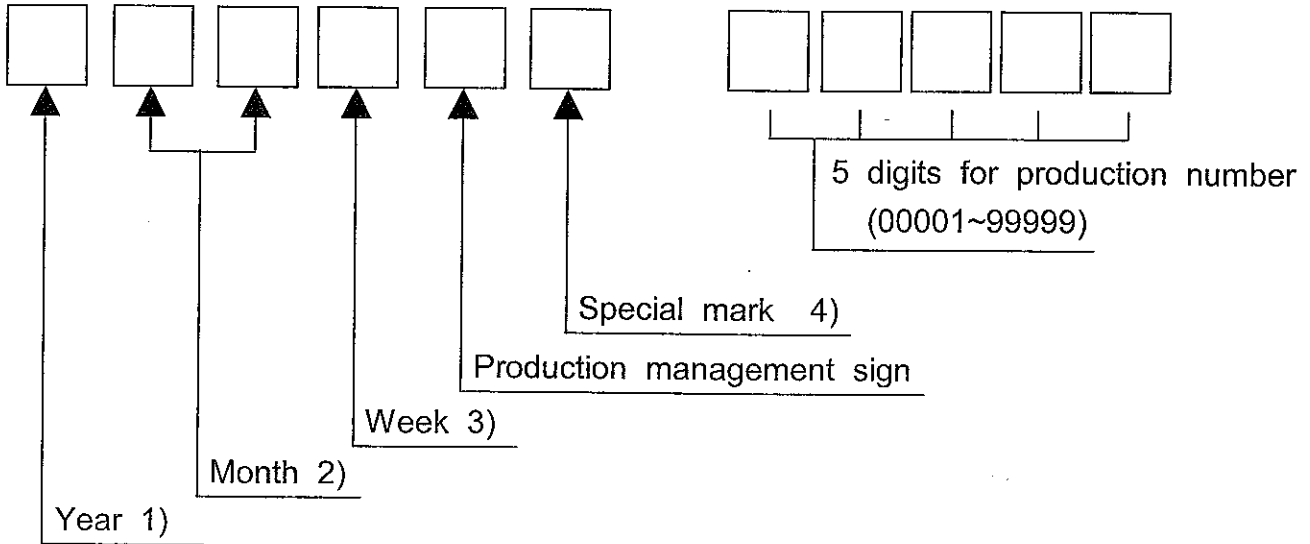 5 digits for production number
(00001~99999)
Special mark 4)
Production management sign
Week 3)
Month 2)
Year 1)